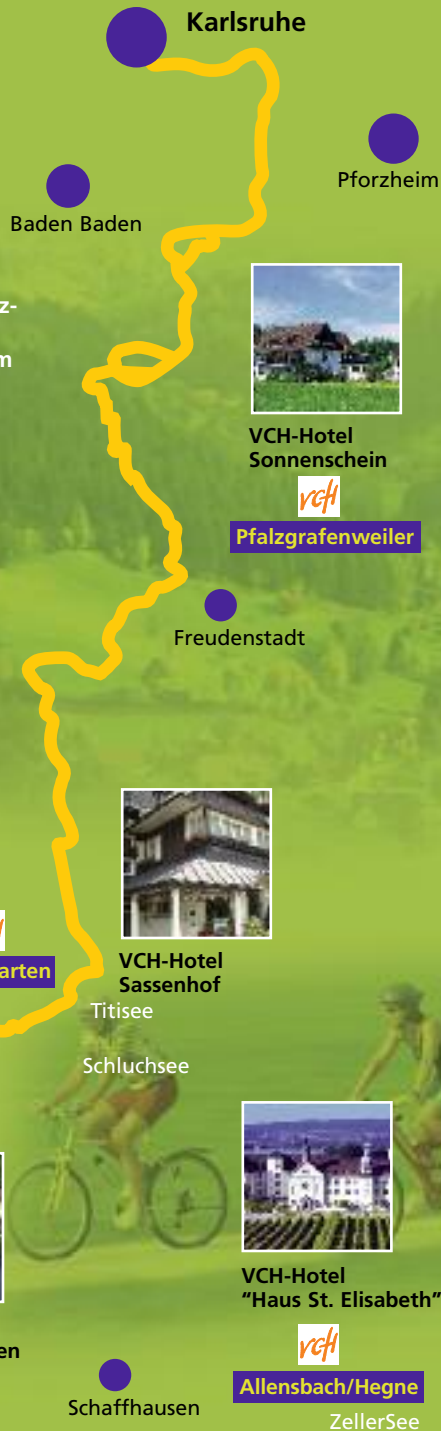 Karlsruhe
Pforzheim
Baden Baden
z-
m
VCH-Hotel
Sonnenschein
vch
Pfalzgrafenweiler
Freudenstadt
VCH-Hotel
Sassenhof
arten
Titisee
Schluchsee
VCH-Hotel
“Haus St. Elisabeth”
en
vch
Allensbach/Hegne
Schaffhausen
ZellerSee